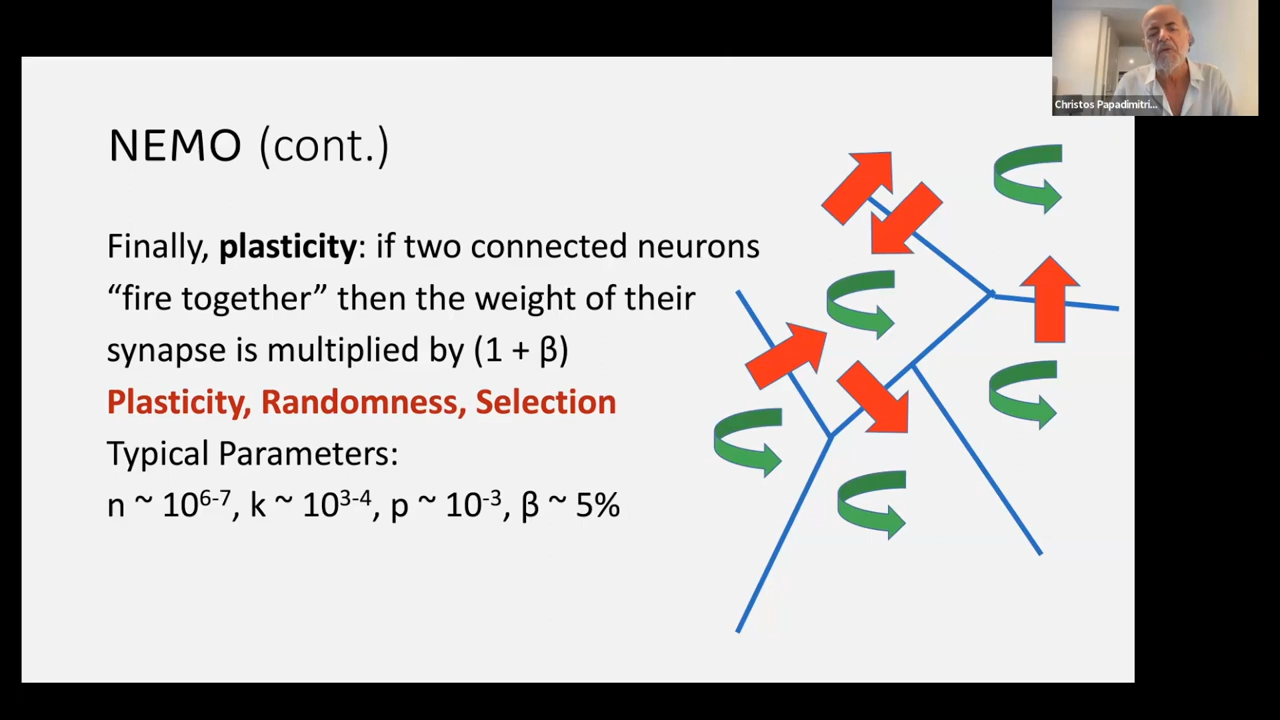 NEMO (cont.)
Finally, plasticity: if two connected neurons
“fire together” then the weight of their
synapse is multiplied by (1 + β)
Plasticity, Randomness, Selection
Typical Parameters:
n ~ 10⁶⁻⁷, k ~ 10³⁻⁴, p ~ 10⁻³, β ~ 5%
Christos Papadimitri...